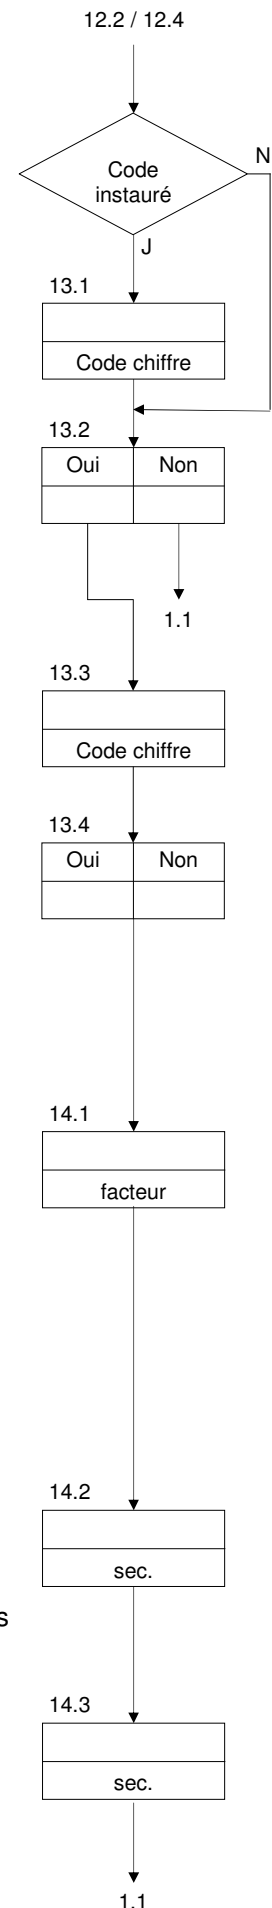 12.2 / 12.4
Code
instauré
N
J
13.1
Code chiffre
13.2
Oui Non
1.1
13.3
Code chiffre
13.4
Oui Non
14.1
facteur
14.2
sec.
s
14.3
sec.
1.1